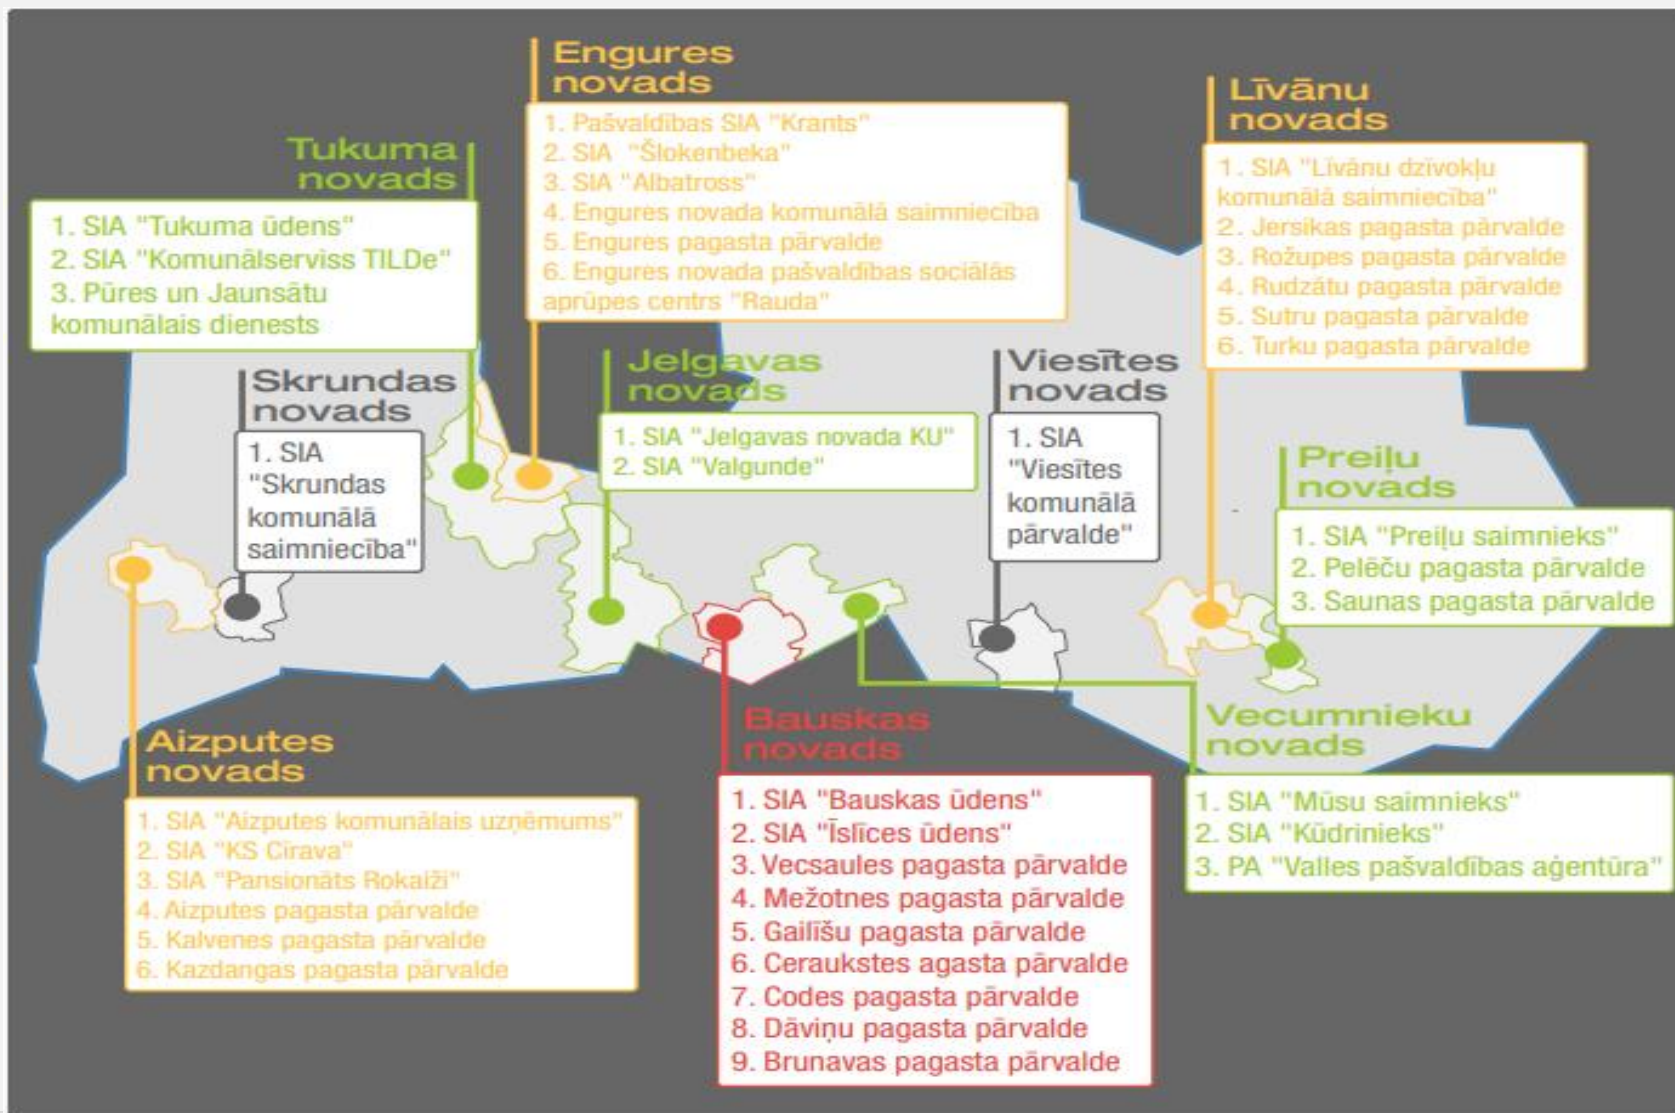 Engures
novads
1. Pašvaldības SIA "Krants"
2. SIA "Šlokenbeka"
3. SIA "Albatross"
4. Engures novada komunālā saimniecība
5. Engures pagasta pārvalde
6. Engures novada pašvaldības sociālās
aprūpes centrs "Rauda"
Līvānu
novads
1. SIA "Līvānu dzīvokļu
komunālā saimniecība"
2. Jersikas pagasta pārvalde
3. Rožupes pagasta pārvalde
4. Rudzātu pagasta pārvalde
5. Sutru pagasta pārvalde
6. Turku pagasta pārvalde
Tukuma
novads
1. SIA "Tukuma ūdens"
2. SIA "Komunālserviss TILDe"
3. Pūres un Jaunsātu
komunālais dienests
Skrundas
novads
1. SIA
"Skrundas
komunālā
saimniecība"
Jelgavas
novads
1. SIA "Jelgavas novada KU"
2. SIA "Valgunde"
Viesītes
novads
1. SIA
"Viesītes
komunālā
pārvalde"
Preiļu
novads
1. SIA "Preiļu saimnieks"
2. Pelēču pagasta pārvalde
3. Saunas pagasta pārvalde
Aizputes
novads
1. SIA "Aizputes komunālais uzņēmums"
2. SIA "KS Cīrava"
3. SIA "Pansionāts Rokaiži"
4. Aizputes pagasta pārvalde
5. Kalvenes pagasta pārvalde
6. Kazdangas pagasta pārvalde
Bauskas
novads
1. SIA "Bauskas ūdens"
2. SIA "Īslīces ūdens"
3. Vecsaules pagasta pārvalde
4. Mežotnes pagasta pārvalde
5. Gailīšu pagasta pārvalde
6. Ceraukstes agasta pārvalde
7. Codes pagasta pārvalde
8. Dāviņu pagasta pārvalde
9. Brunavas pagasta pārvalde
Vecumnieku
novads
1. SIA "Mūsu saimnieks"
2. SIA "Kūdrinieks"
3. PA "Valles pašvaldības aģentūra"